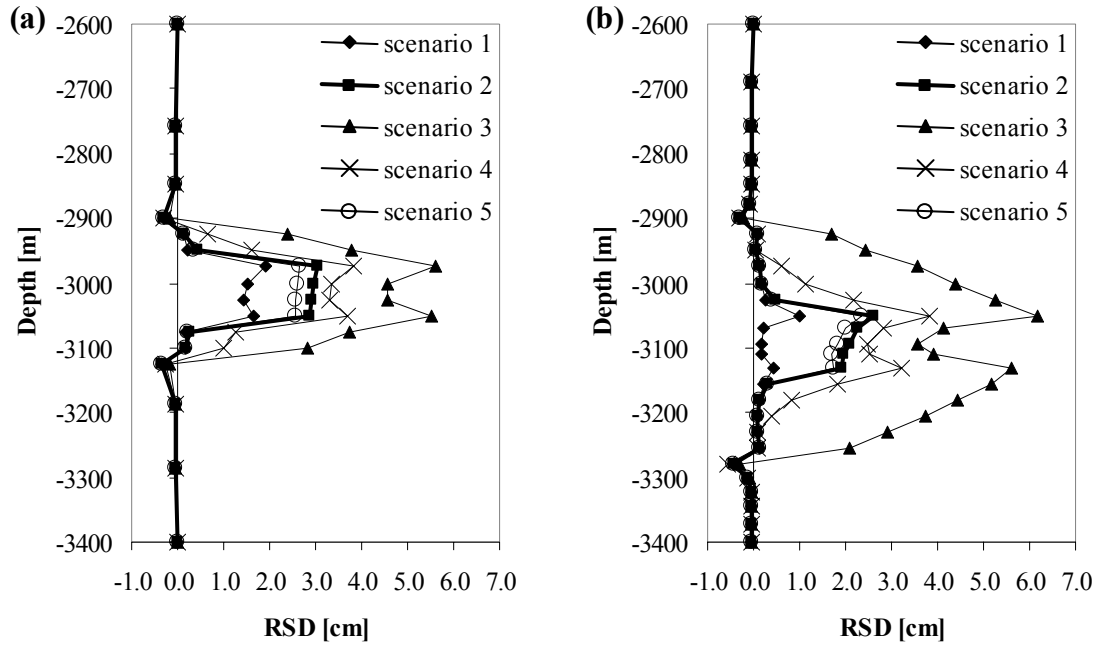 (a)
-2600
-2700
-2800
-2900
-3000
-3100
-3200
-3300
-3400
Depth [m]
-1.0 0.0 1.0 2.0 3.0 4.0 5.0 6.0 7.0
RSD [cm]
scenario 1
scenario 2
scenario 3
scenario 4
scenario 5
(b)
-2600
-2700
-2800
-2900
-3000
-3100
-3200
-3300
-3400
Depth [m]
-1.0 0.0 1.0 2.0 3.0 4.0 5.0 6.0 7.0
RSD [cm]
scenario 1
scenario 2
scenario 3
scenario 4
scenario 5